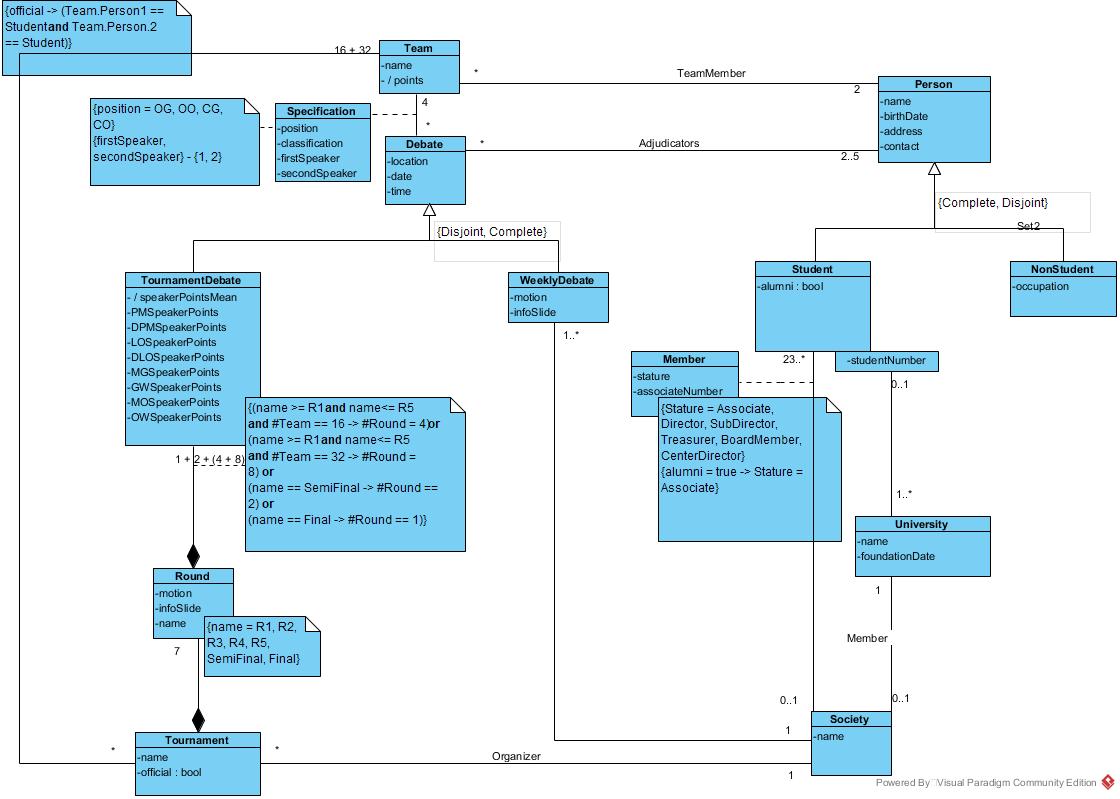 {official -> (Team.Person1 ==
Studentand Team.Person.2
== Student)}
16 + 32
Team
-name
- / points
*
TeamMember
2
Person
-name
-birthDate
-address
-contact
{position = OG, OO, CG,
CO}
{firstSpeaker,
secondSpeaker} - {1, 2}
Specification
-position
-classification
-firstSpeaker
-secondSpeaker
4
*
Debate
-location
-date
-time
*
Adjudicators
2..5
{Disjoint, Complete}
{Complete, Disjoint}
Set2
TournamentDebate
- / speakerPointsMean
-PMSpeakerPoints
-DPMSpeakerPoints
-LOSpeakerPoints
-DLOSpeakerPoints
-MGSpeakerPoints
-GWSpeakerPoints
-MOSpeakerPoints
-OWSpeakerPoints
WeeklyDebate
-motion
-infoSlide
1..*
Student
-alumni : bool
NonStudent
-occupation
23..*
-studentNumber
0..1
Member
-stature
-associateNumber
{Stature = Associate,
Director, SubDirector,
Treasurer, BoardMember,
CenterDirector}
{alumni = true -> Stature =
Associate}
1 + 2 + (4 + 8)
{(name >= R1and name<= R5
and #Team == 16 -> #Round = 4)or
(name >= R1and name<= R5
and #Team == 32 -> #Round =
8) or
(name == SemiFinal -> #Round ==
2) or
(name == Final -> #Round == 1)}
1..*
University
-name
-foundationDate
1
Member
0..1
Round
-motion
-infoSlide
-name
{name = R1, R2,
R3, R4, R5,
SemiFinal, Final}
7
0..1
Society
-name
1
*
Tournament
-name
-official : bool
*
Organizer
1
Powered By Visual Paradigm Community Edition